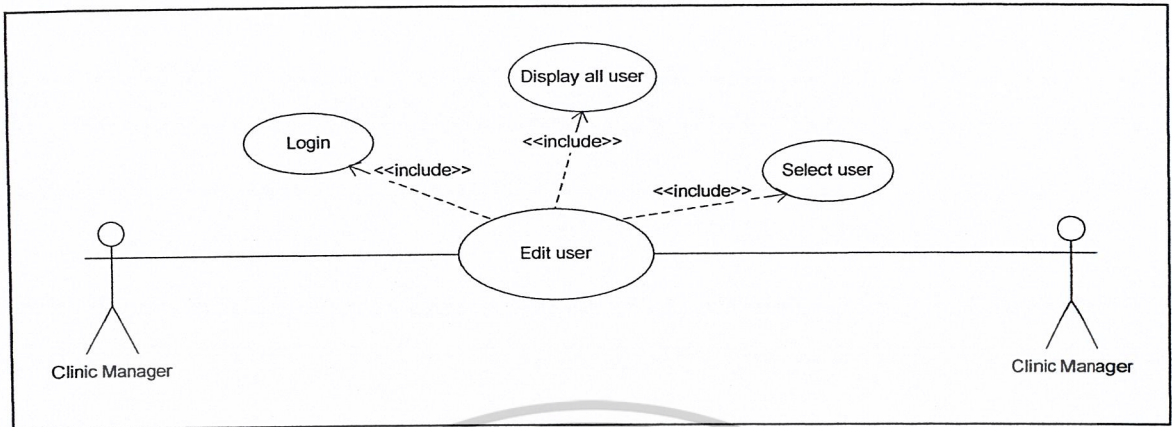 Display all user
<<include>>
Login
<<include>>
Select user
<<include>>
Edit user
Clinic Manager
Clinic Manager